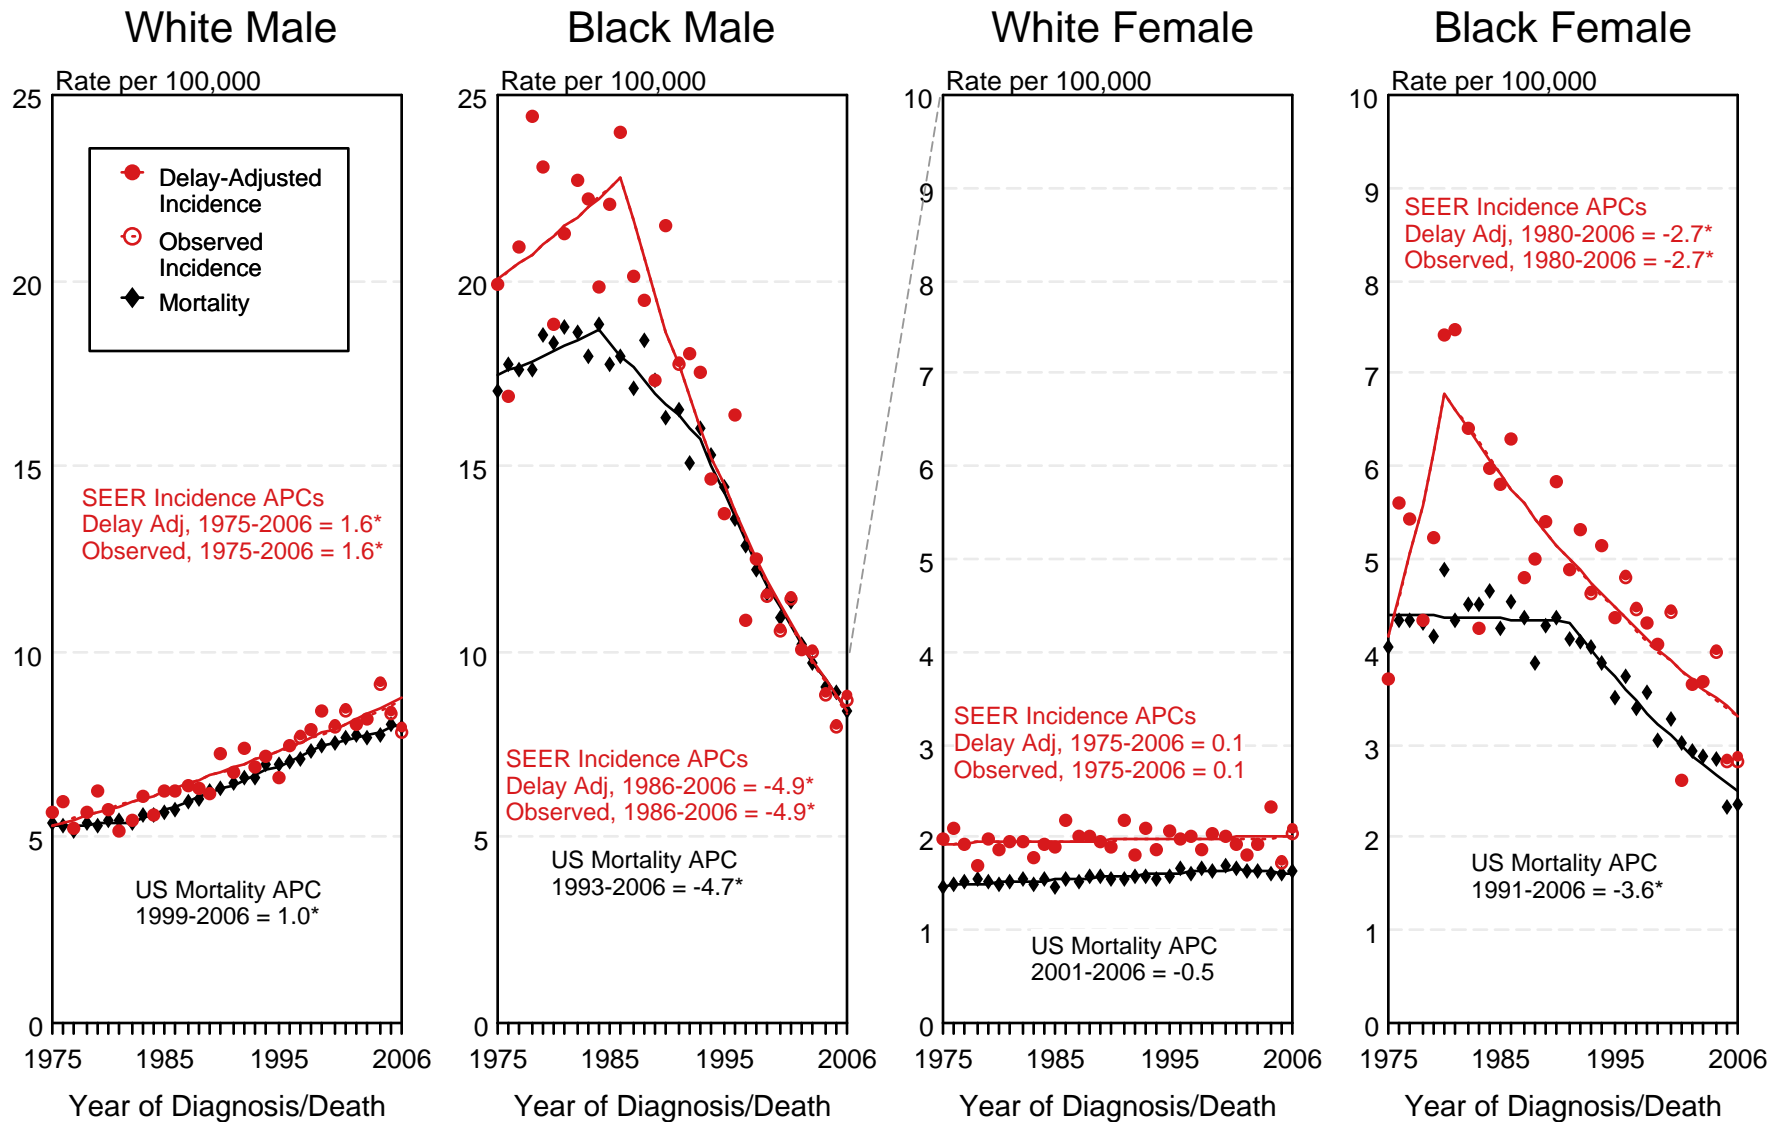 White Male
Rate per 100,000
25
20
15
10
5
0
Delay-Adjusted
Incidence
Observed
Incidence
Mortality
SEER Incidence APCs
Delay Adj, 1975-2006 = 1.6*
Observed, 1975-2006 = 1.6*
US Mortality APC
1999-2006 = 1.0*
1975 1985 1995 2006
Year of Diagnosis/Death
Black Male
Rate per 100,000
25
20
15
10
5
0
SEER Incidence APCs
Delay Adj, 1986-2006 = -4.9*
Observed, 1986-2006 = -4.9*
US Mortality APC
1993-2006 = -4.7*
1975 1985 1995 2006
Year of Diagnosis/Death
White Female
Rate per 100,000
10
9
8
7
6
5
4
3
2
1
0
SEER Incidence APCs
Delay Adj, 1975-2006 = 0.1
Observed, 1975-2006 = 0.1
US Mortality APC
2001-2006 = -0.5
1975 1985 1995 2006
Year of Diagnosis/Death
Black Female
Rate per 100,000
10
9
8
7
6
5
4
3
2
1
0
SEER Incidence APCs
Delay Adj, 1980-2006 = -2.7*
Observed, 1980-2006 = -2.7*
US Mortality APC
1991-2006 = -3.6*
1975 1985 1995 2006
Year of Diagnosis/Death